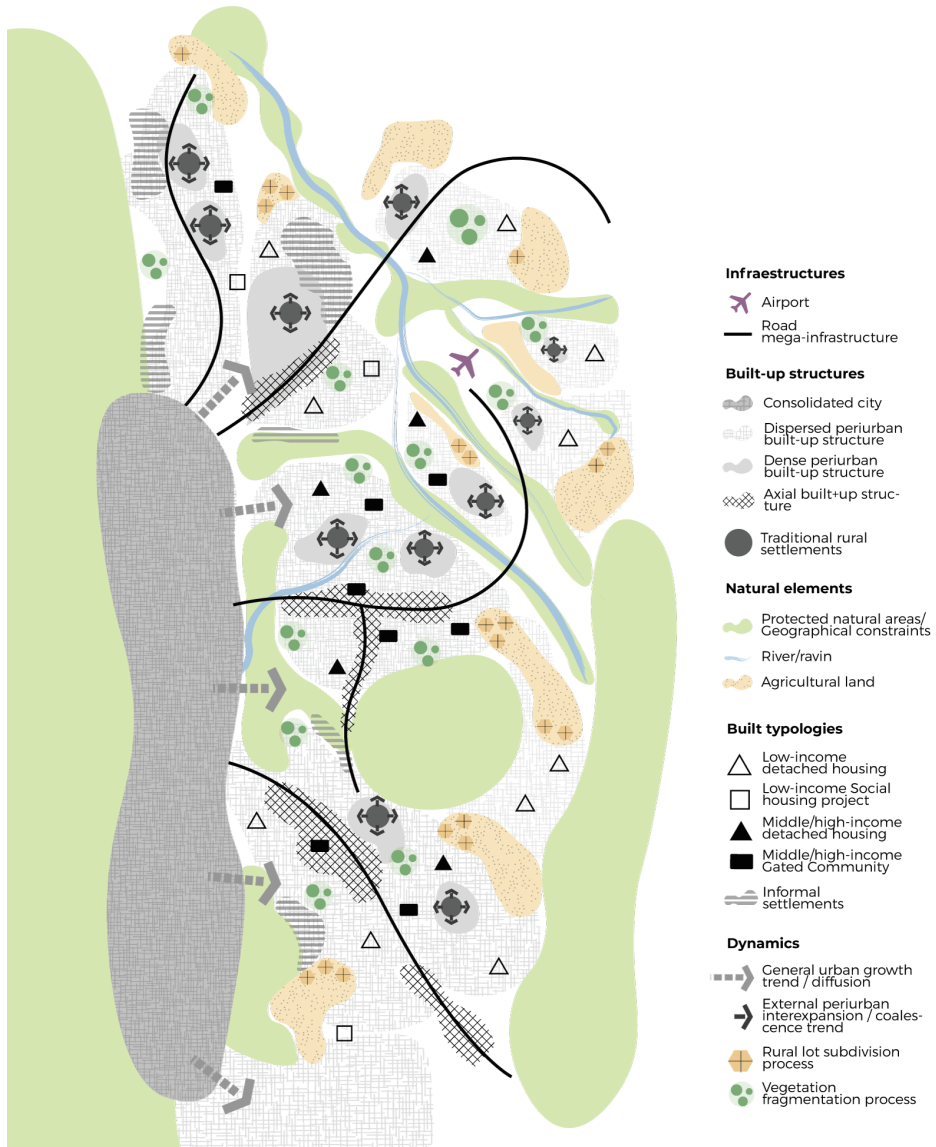 Infraestructures
Airport
Road
mega-infrastructure
Built-up structures
Consolidated city
Dispersed periurban
built-up structure
Dense periurban
built-up structure
Axial built+up struc-
ture
Traditional rural
settlements
Natural elements
Protected natural areas/
Geographical constraints
River/ravin
Agricultural land
Built typologies
Low-income
detached housing
Low-income Social
housing project
Middle/high-income
detached housing
Middle/high-income
Gated Community
Informal
settlements
Dynamics
General urban growth
trend / diffusion
External periurban
interexpansion / coales-
cence trend
Rural lot subdivision
process
Vegetation
fragmentation process